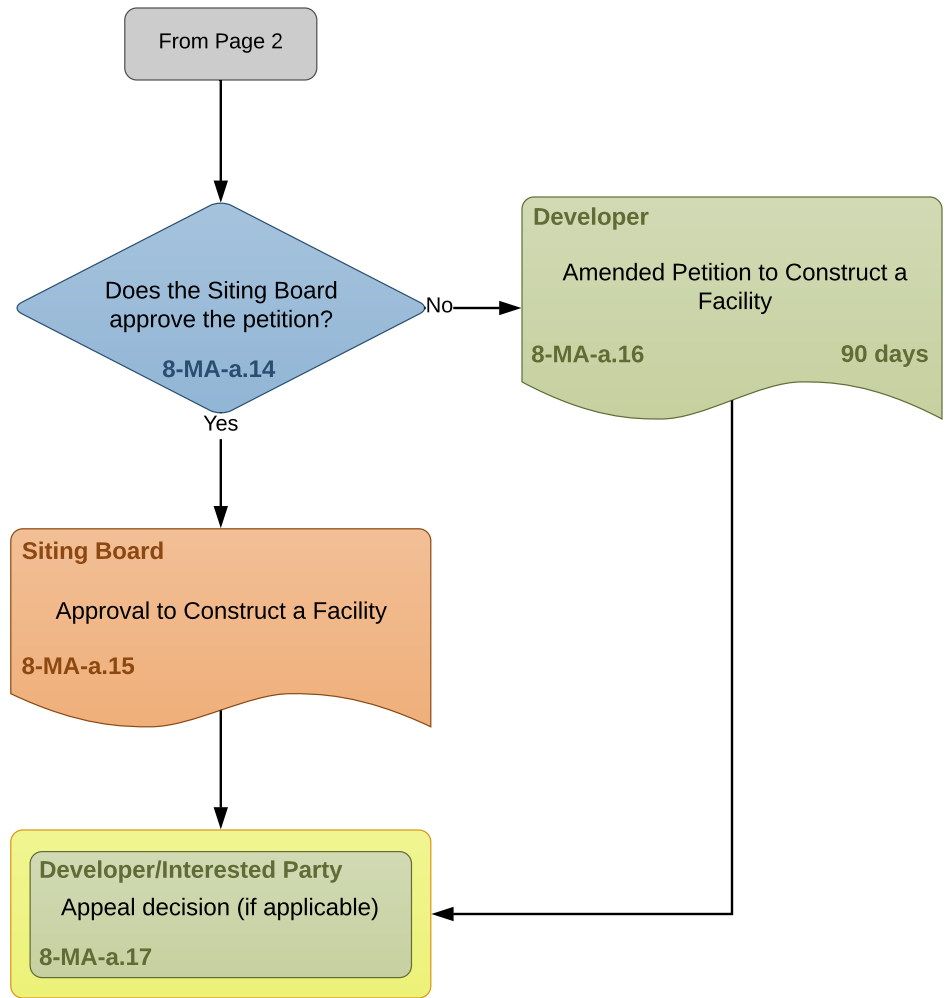 From Page 2
Does the Siting Board
approve the petition?
8-MA-a.14
No
Developer
Amended Petition to Construct a
Facility
8-MA-a.16 90 days
Yes
Siting Board
Approval to Construct a Facility
8-MA-a.15
Developer/Interested Party
Appeal decision (if applicable)
8-MA-a.17